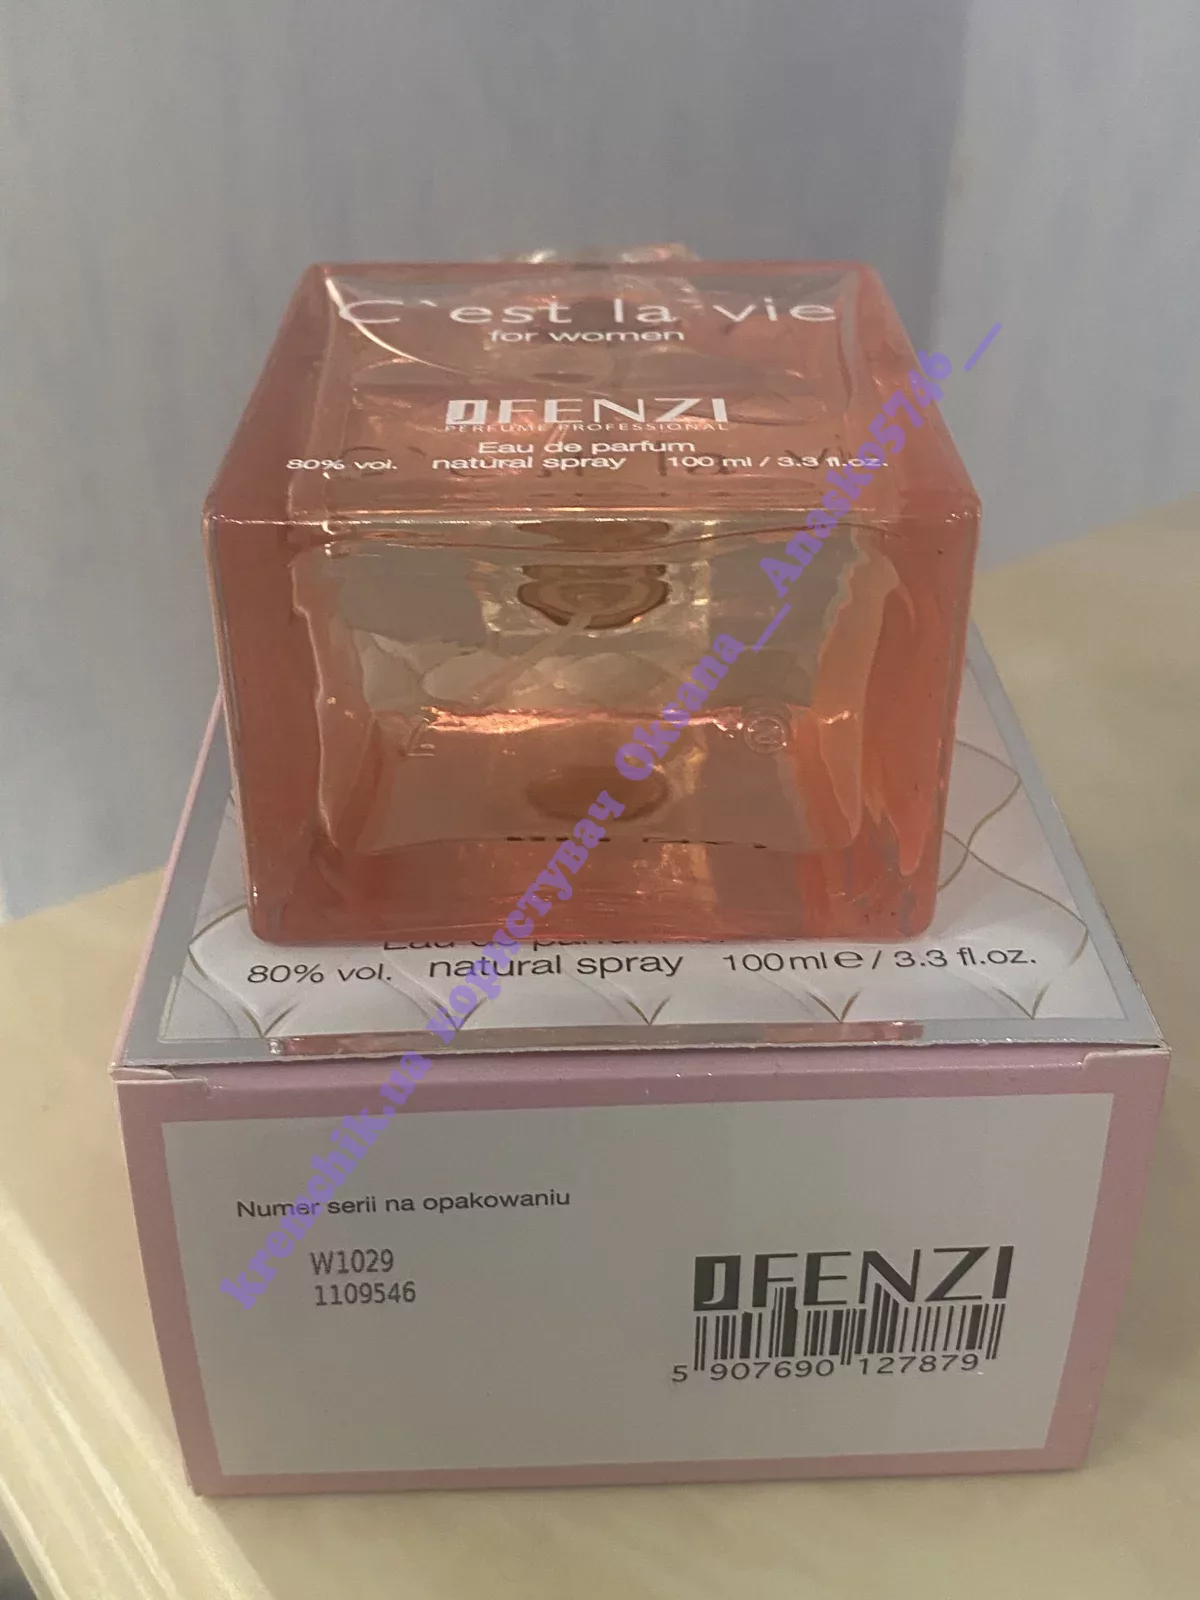 C'est la vie
for women
JFENZI
PERFUME PROFESSIONAL
Eau de parfum
80% vol. natural spray 100 ml / 3.3 fl.oz.
80% vol. natural spray 100ml e / 3.3 fl.oz.
Numer serii na opakowaniu
W1029
1109546
JFENZI
5 907690 127879
kremchik.ua користувач Oksana__Anasko5746__